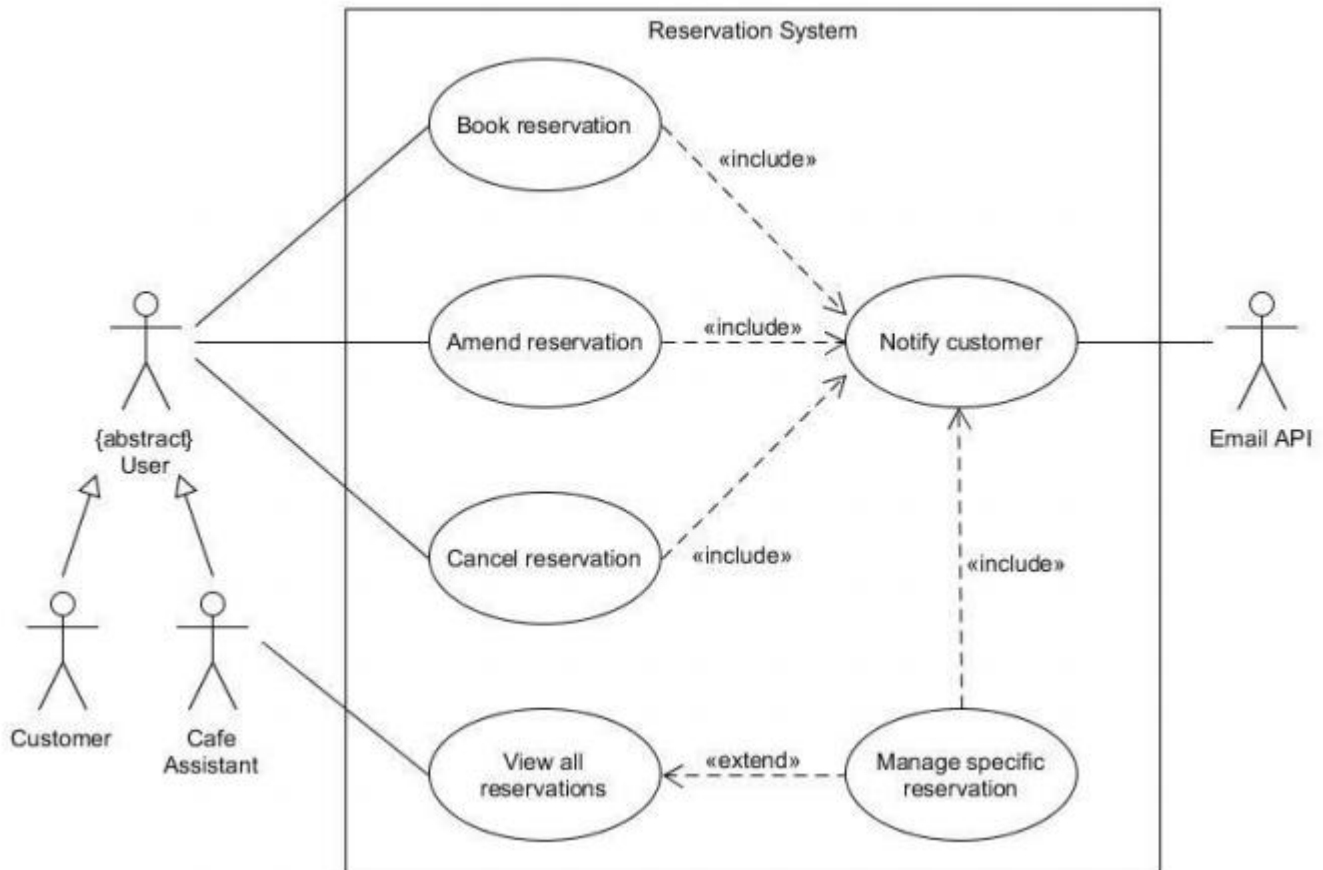 Reservation System
Book reservation
«include»
Amend reservation
«include»
Notify customer
{abstract}
User
Email API
Cancel reservation
«include»
«include»
Customer
Cafe
Assistant
View all
reservations
«extend»
Manage specific
reservation